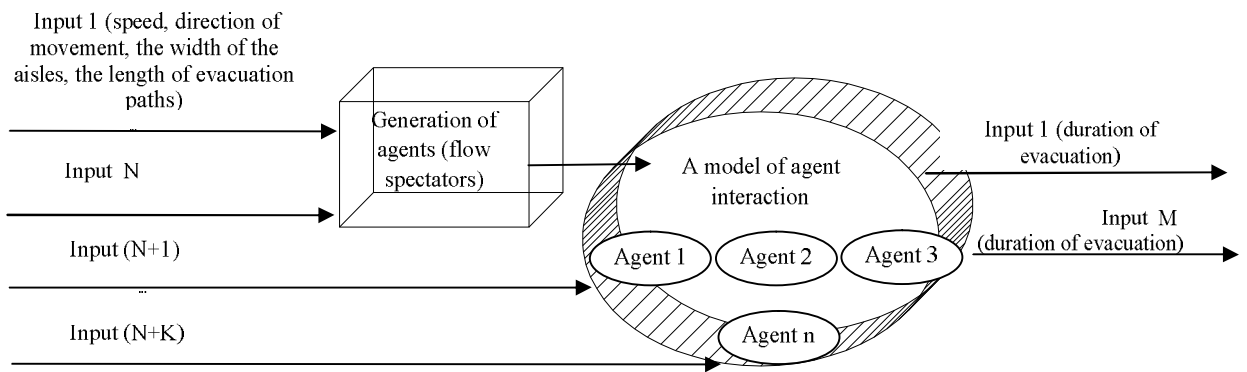 Input 1 (speed, direction of
movement, the width of the
aisles, the length of evacuation
paths)
...
Input N
Input (N+1)
...
Input (N+K)
Generation of
agents (flow
spectators)
A model of agent
interaction
Agent 1
Agent 2
Agent 3
Agent n
Input 1 (duration of
evacuation)
Input M
(duration of evacuation)